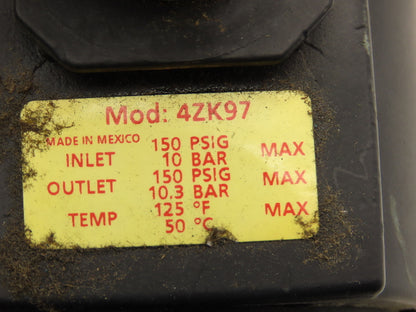 Mod: 4ZK97
MADE IN MEXICO 150 PSIG
INLET 10 BAR MAX
150 PSIG
OUTLET 10.3 BAR MAX
125 °F
TEMP 50 °C MAX